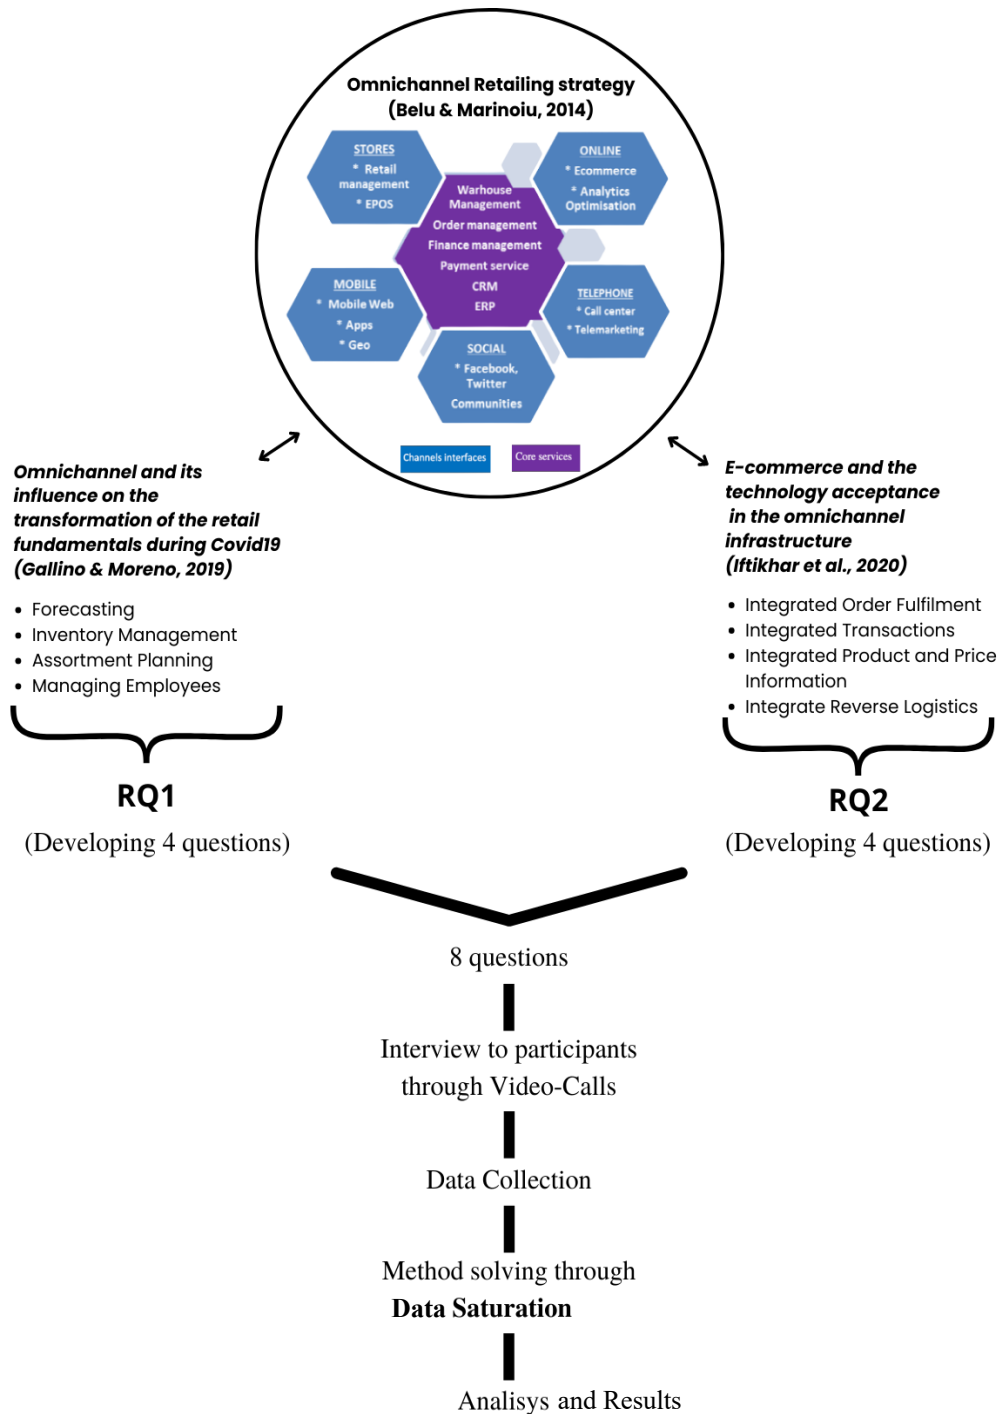 Omnichannel Retailing strategy
(Belu & Marinoiu, 2014)
STORES
* Retail
management
* EPOS
ONLINE
* Ecommerce
* Analytics
Optimisation
Warhouse
Management
Order management
Finance management
Payment service
CRM
ERP
MOBILE
* Mobile Web
* Apps
* Geo
TELEPHONE
* Call center
* Telemarketing
SOCIAL
* Facebook,
Twitter
Communities
Channels interfaces
Core services
Omnichannel and its
influence on the
transformation of the retail
fundamentals during Covid19
(Gallino & Moreno, 2019)
• Forecasting
• Inventory Management
• Assortment Planning
• Managing Employees
RQ1
(Developing 4 questions)
E-commerce and the
technology acceptance
in the omnichannel
infrastructure
(Iftikhar et al., 2020)
• Integrated Order Fulfilment
• Integrated Transactions
• Integrated Product and Price
Information
• Integrate Reverse Logistics
RQ2
(Developing 4 questions)
8 questions
Interview to participants
through Video-Calls
Data Collection
Method solving through
Data Saturation
Analisys and Results